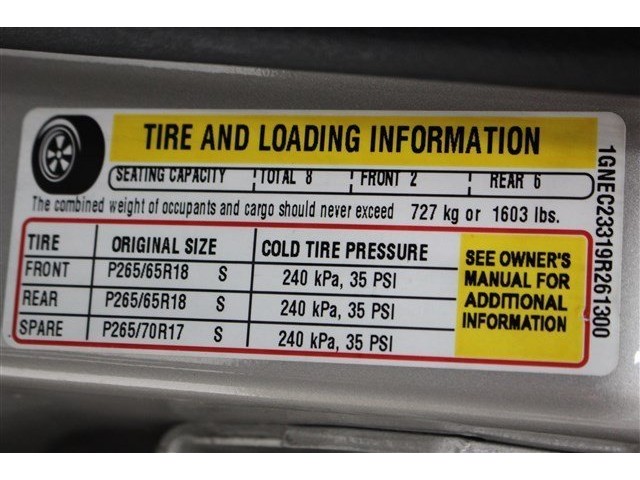 TIRE AND LOADING INFORMATION
SEATING CAPACITY TOTAL 8 FRONT 2 REAR 6
The combined weight of occupants and cargo should never exceed 727 kg or 1603 lbs.
TIRE ORIGINAL SIZE COLD TIRE PRESSURE
FRONT P265/65R18 S 240 kPa, 35 PSI
REAR P265/65R18 S 240 kPa, 35 PSI
SPARE P265/70R17 S 240 kPa, 35 PSI
SEE OWNER'S
MANUAL FOR
ADDITIONAL
INFORMATION
1GNEC23319R261300